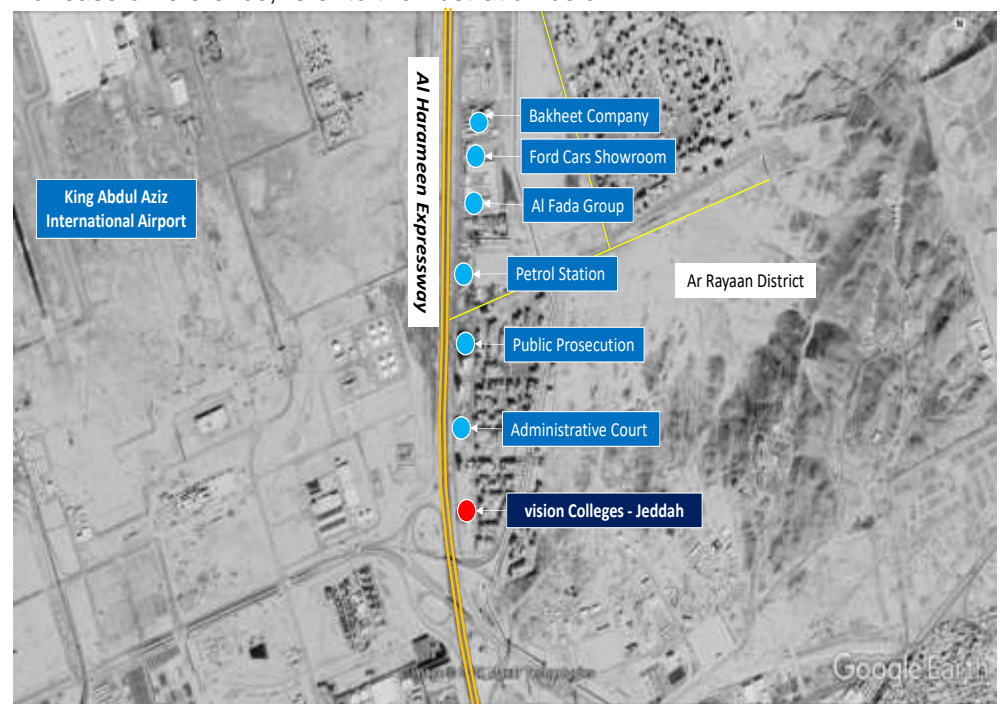 Al Harameen Expressway
Bakheet Company
Ford Cars Showroom
King Abdul Aziz
International Airport
Al Fada Group
Petrol Station
Ar Rayaan District
Public Prosecution
Administrative Court
vision Colleges - Jeddah
Google Earth